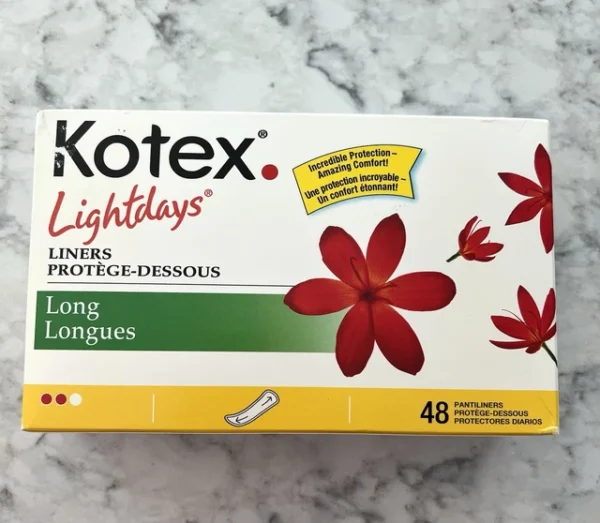 Kotex®
Lightdays®
LINERS
PROTÈGE-DESSOUS
Long
Longues
Incredible Protection –
Amazing Comfort!
Une protection incroyable –
Un confort étonnant!
48
PANTILINERS
PROTÈGE-DESSOUS
PROTECTORES DIARIOS